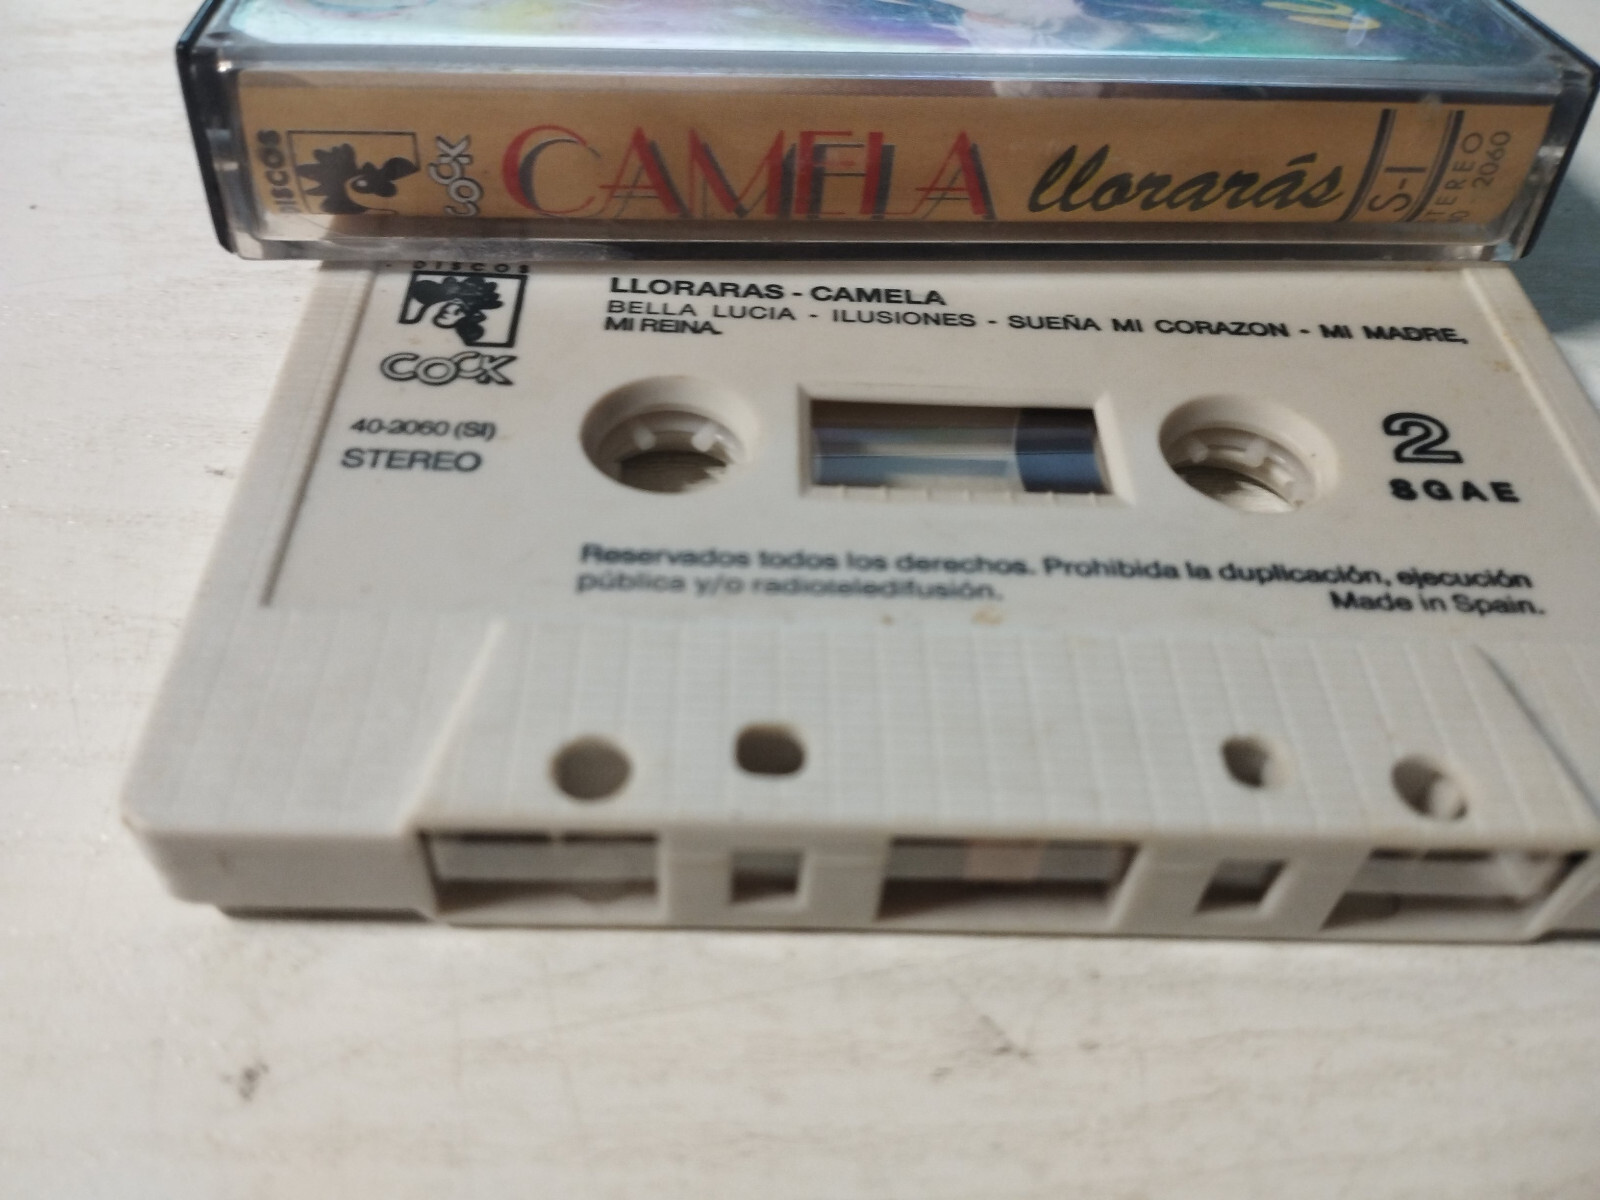 DISCOS
COCK
CAMELA llorarás
S-I
STEREO
2060
DISCOS
COCK
LLORARAS - CAMELA
BELLA LUCIA - ILUSIONES - SUEÑA MI CORAZON - MI MADRE,
MI REINA.
40-2060 (SI)
STEREO
2
SGAE
Reservados todos los derechos. Prohibida la duplicación, ejecución
pública y/o radioteledifusión.
Made in Spain.